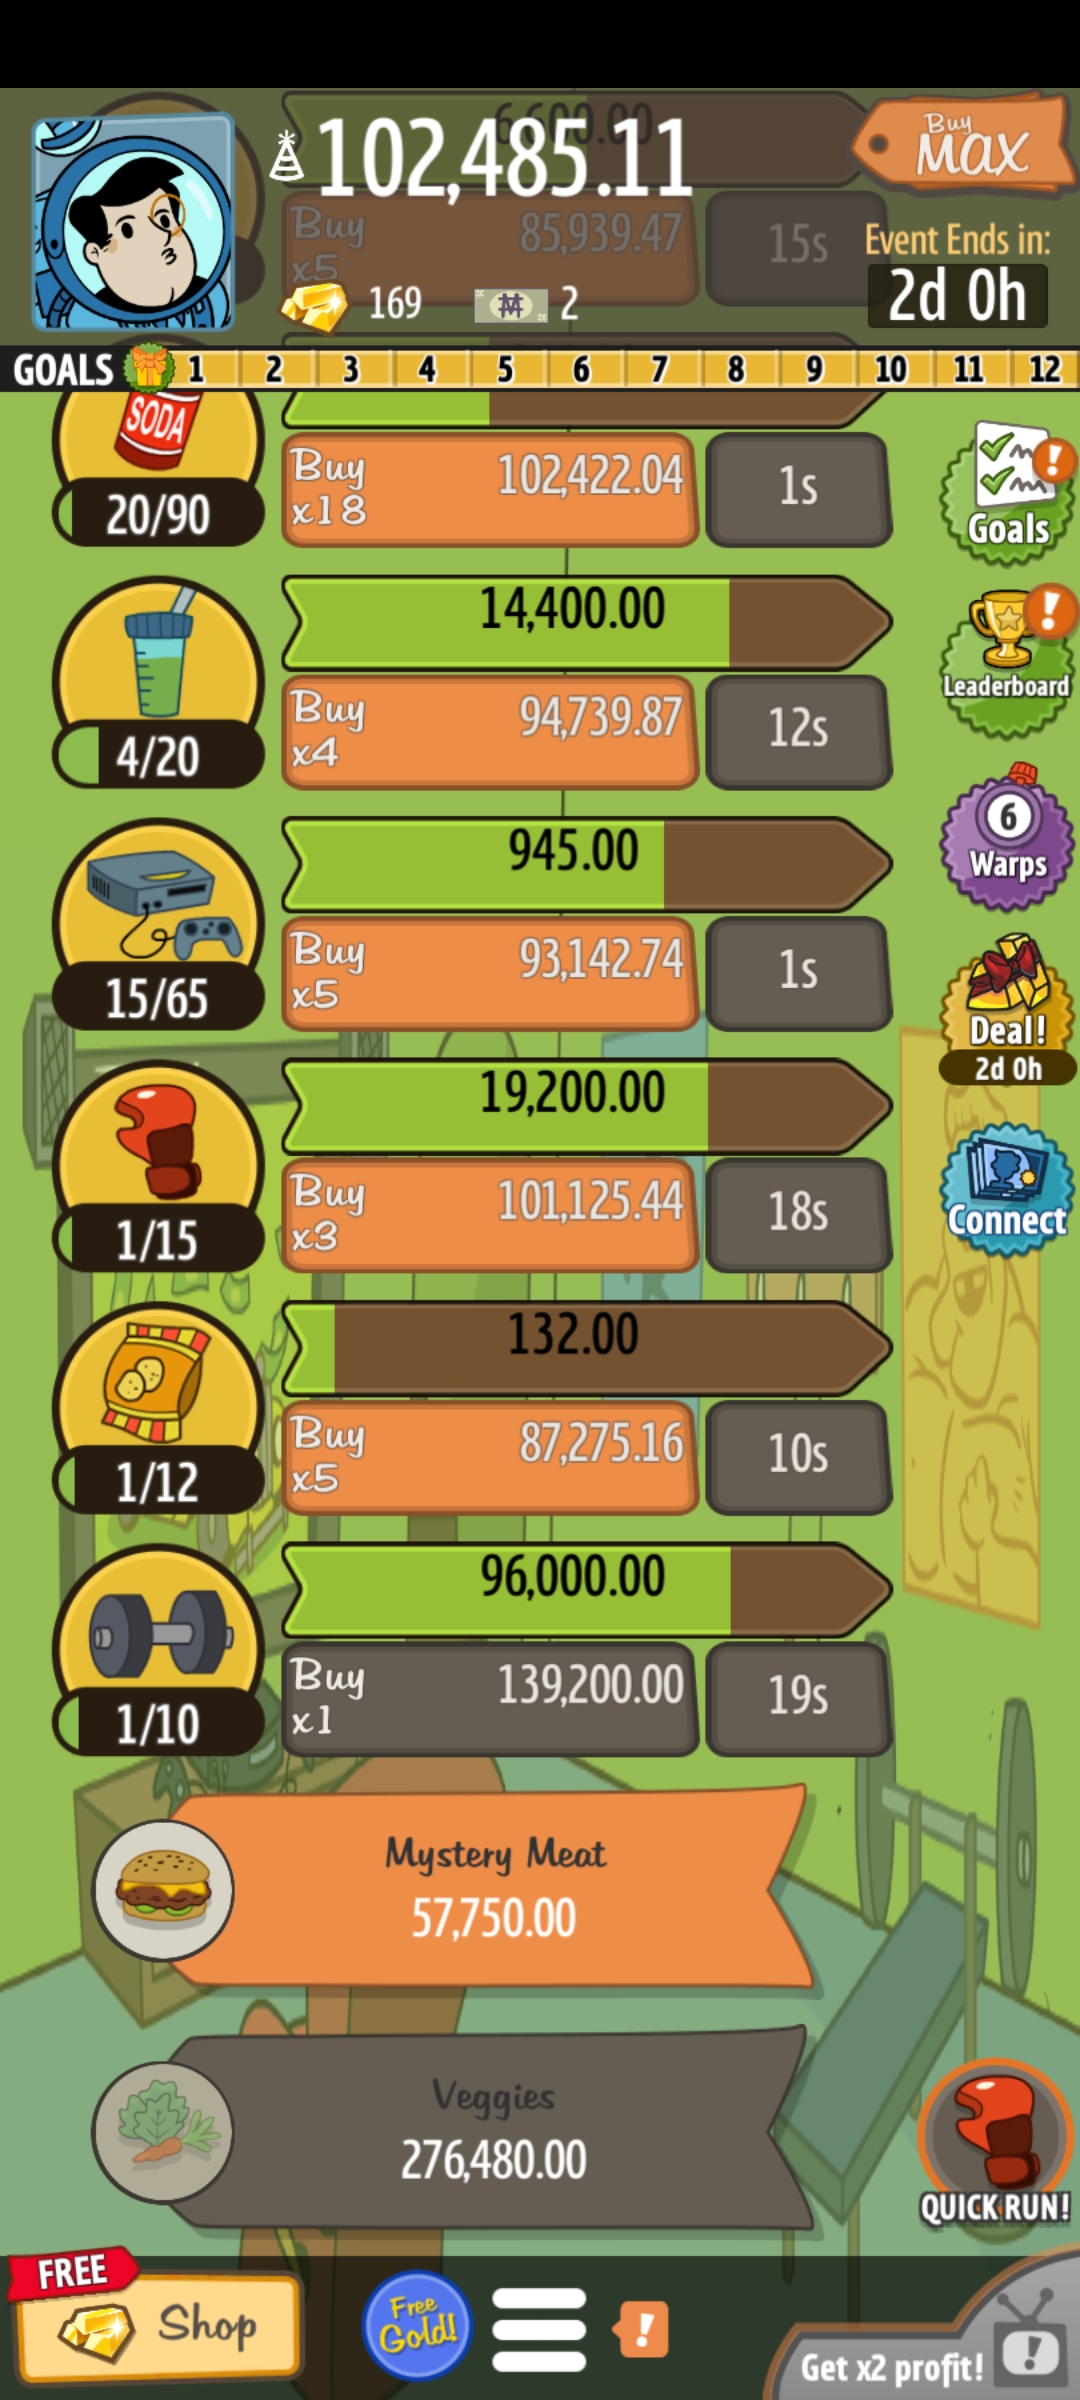 6,600.00
102,485.11
Buy
MAX
Buy
x5
85,939.47
15s
Event Ends in:
2d 0h
169
2
GOALS 1 2 3 4 5 6 7 8 9 10 11 12
SODA
20/90
Buy
x18
102,422.04
1s
Goals
14,400.00
4/20
Buy
x4
94,739.87
12s
Leaderboard
945.00
15/65
Buy
x5
93,142.74
1s
6
Warps
Deal!
2d 0h
19,200.00
1/15
Buy
x3
101,125.44
18s
Connect
132.00
1/12
Buy
x5
87,275.16
10s
96,000.00
1/10
Buy
x1
139,200.00
19s
Mystery Meat
57,750.00
Veggies
276,480.00
QUICK RUN!
FREE
Shop
Free
Gold!
!
Get x2 profit!
!